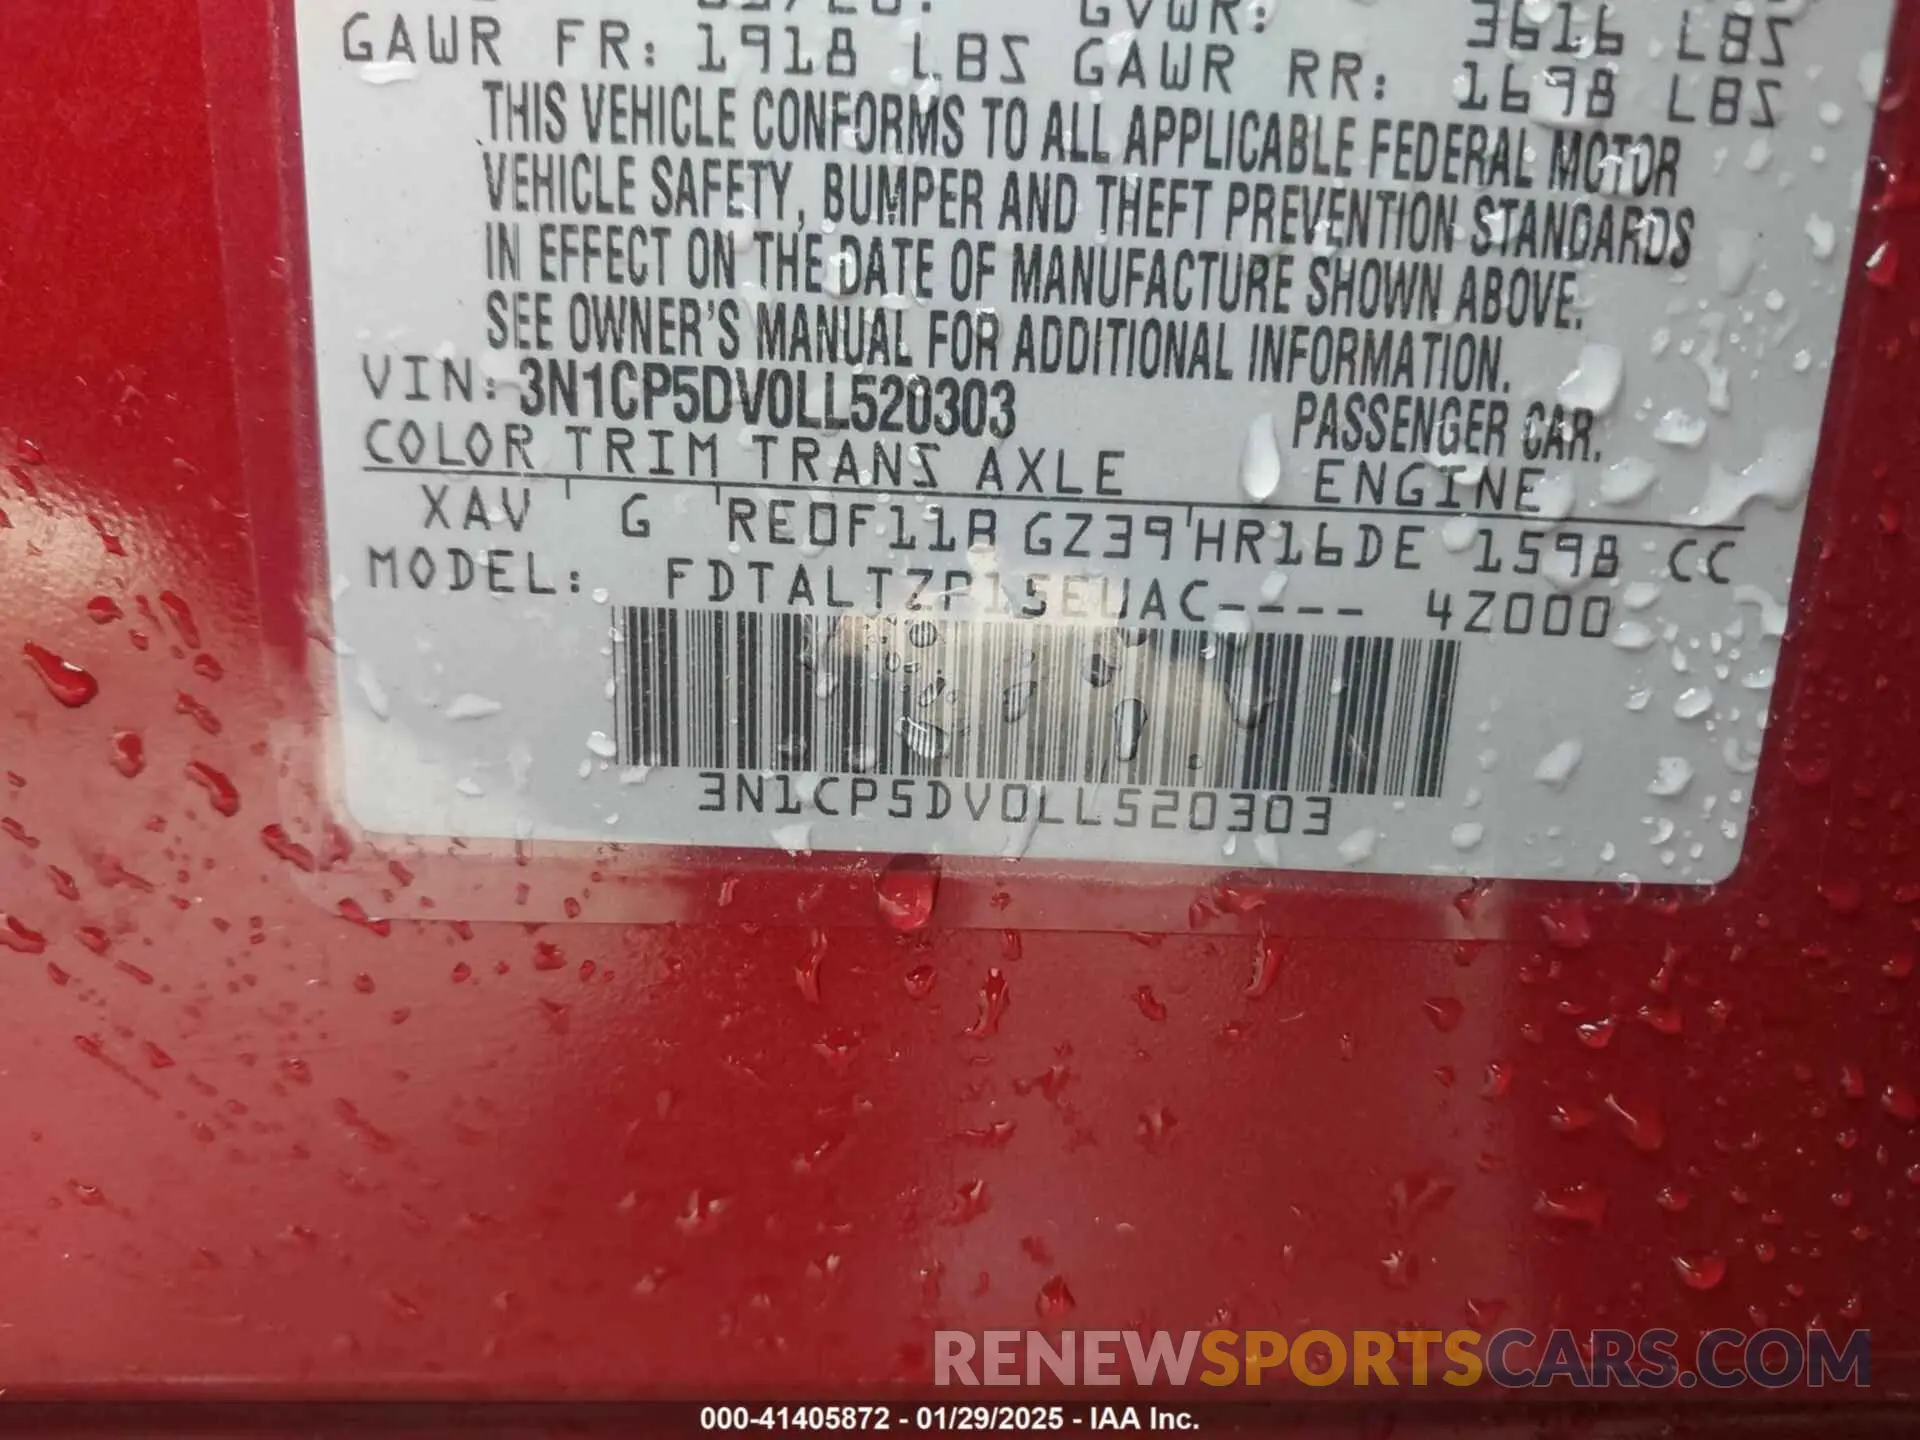 GVWR: 3616 LBS
GAWR FR: 1918 LBS GAWR RR: 1698 LBS
THIS VEHICLE CONFORMS TO ALL APPLICABLE FEDERAL MOTOR
VEHICLE SAFETY, BUMPER AND THEFT PREVENTION STANDARDS
IN EFFECT ON THE DATE OF MANUFACTURE SHOWN ABOVE.
SEE OWNER'S MANUAL FOR ADDITIONAL INFORMATION.
VIN: 3N1CP5DV0LL520303 PASSENGER CAR.
COLOR TRIM TRANS AXLE ENGINE
XAV G RE0F11B GZ39 HR16DE 1598 CC
MODEL: FDTALTZP15EUAC---- 4Z000
3N1CP5DV0LL520303
RENEWSPORTSCARS.COM
000-41405872 - 01/29/2025 - IAA Inc.